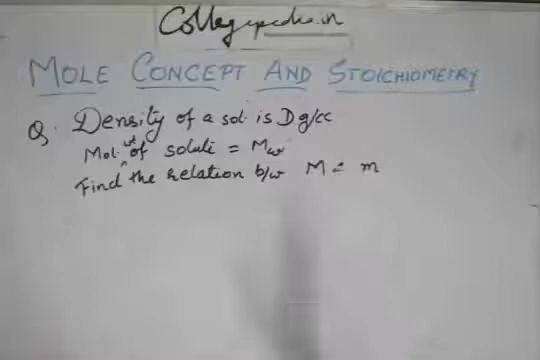 Collegepedia.in
MOLE CONCEPT AND STOICHIOMETRY
Q. Density of a sol. is D g/cc
Mol. wt of solute = Mw
Find the relation b/w M & m